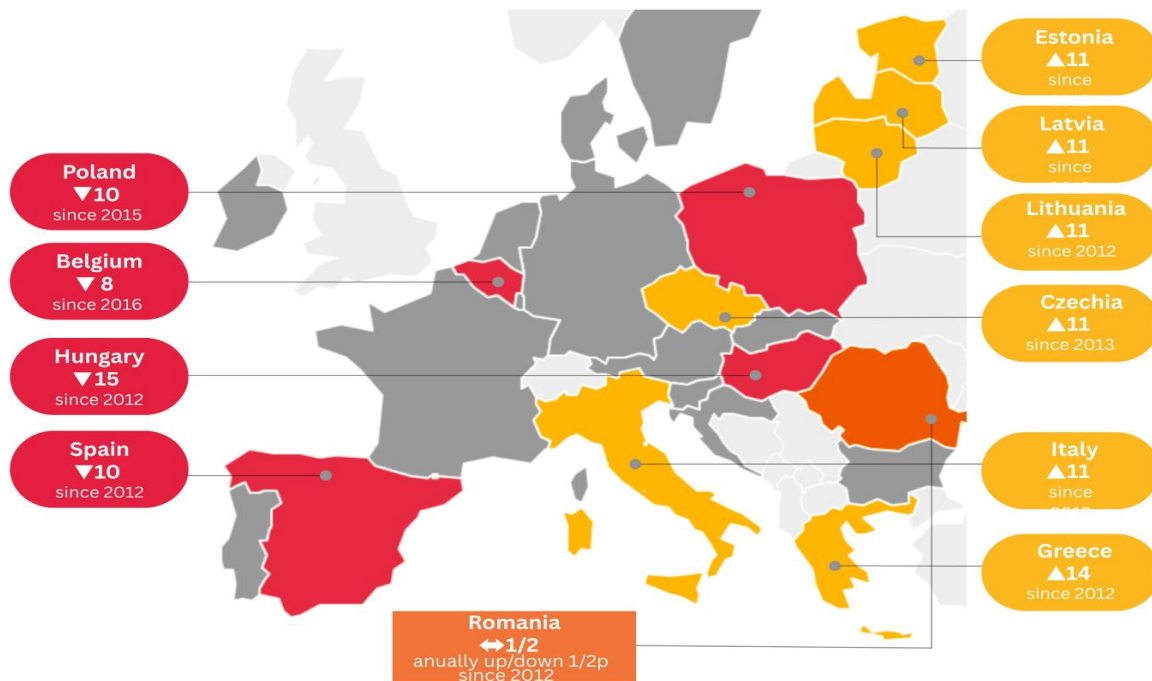 Poland
▼10
since 2015
Belgium
▼8
since 2016
Hungary
▼15
since 2012
Spain
▼10
since 2012
Estonia
▲11
since
Latvia
▲11
since
Lithuania
▲11
since 2012
Czechia
▲11
since 2013
Italy
▲11
since
Greece
▲14
since 2012
Romania
⬌1/2
anually up/down 1/2p
since 2012